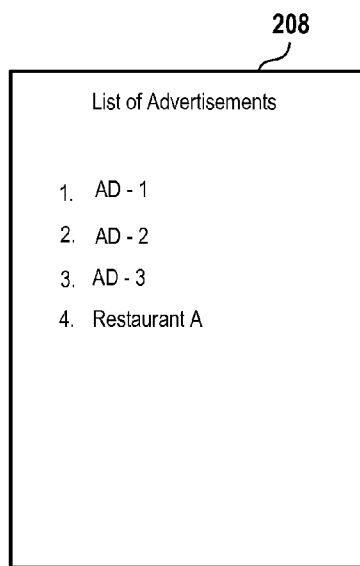 208
List of Advertisements
1. AD - 1
2. AD - 2
3. AD - 3
4. Restaurant A